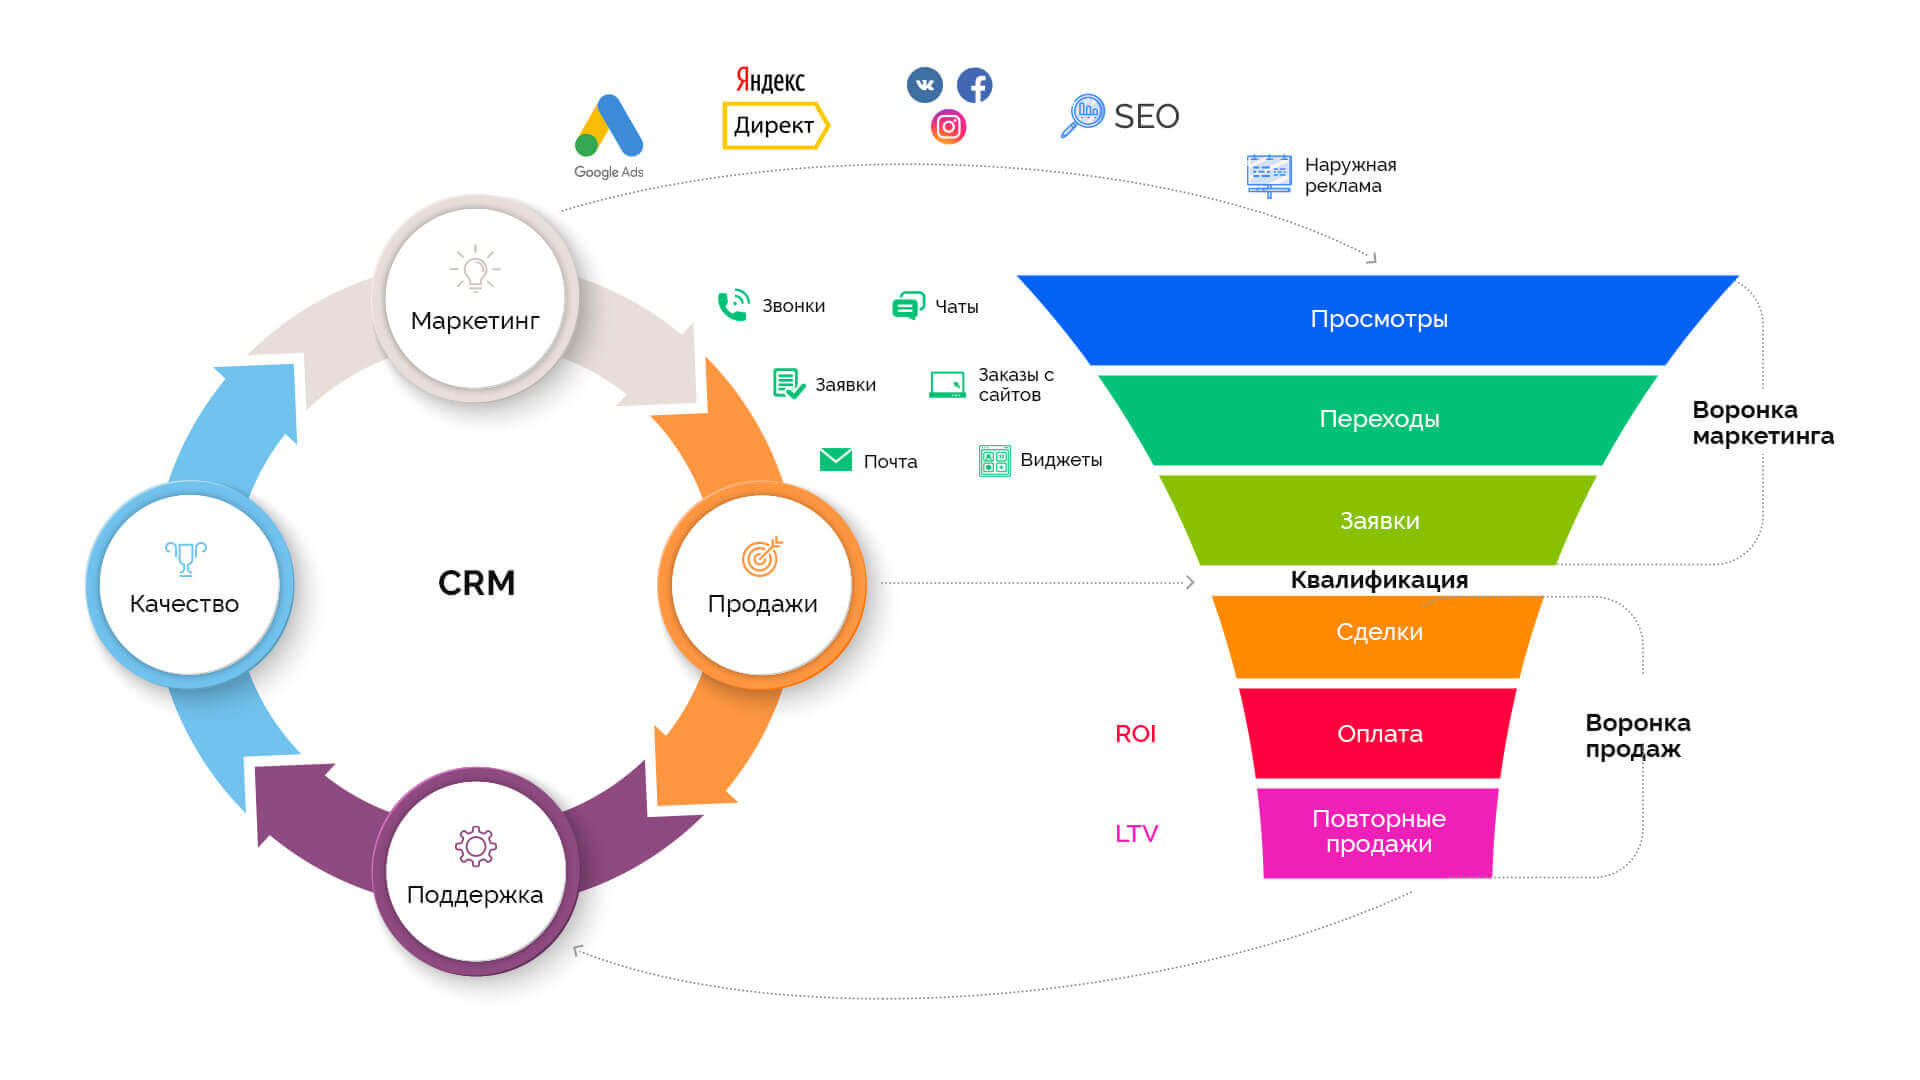 Яндекс
Директ
Google Ads
SEO
Наружная
реклама
Маркетинг
Звонки
Чаты
Заявки
Заказы с
сайтов
Почта
Виджеты
Просмотры
Переходы
Заявки
Воронка
маркетинга
Качество
CRM
Продажи
Квалификация
Сделки
ROI
Оплата
Воронка
продаж
LTV
Повторные
продажи
Поддержка